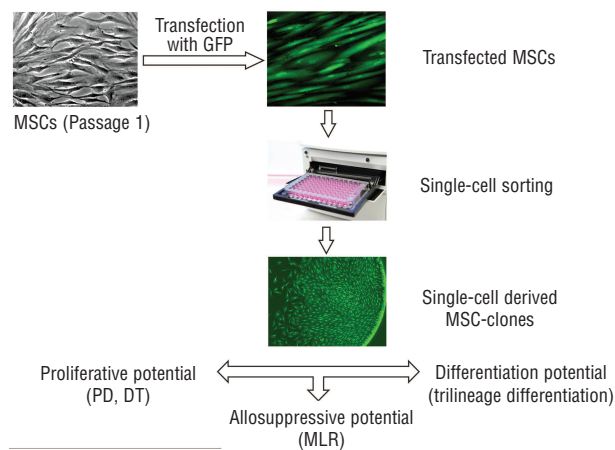 Transfection
with GFP
Transfected MSCs
MSCs (Passage 1)
Single-cell sorting
Single-cell derived
MSC-clones
Proliferative potential
(PD, DT)
Differentiation potential
(trilineage differentiation)
Allosuppressive potential
(MLR)